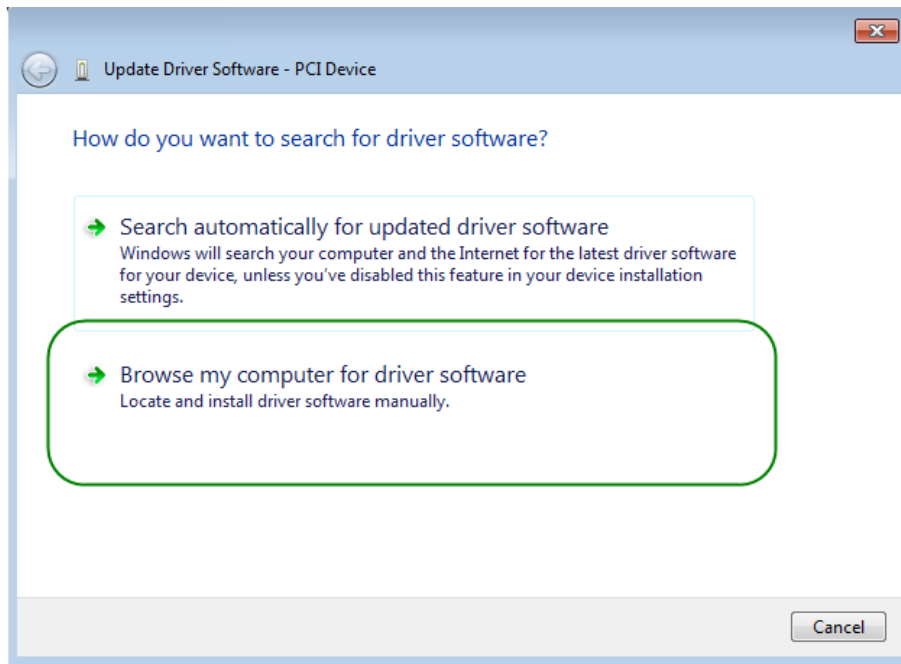 Update Driver Software - PCI Device
How do you want to search for driver software?
Search automatically for updated driver software
Windows will search your computer and the Internet for the latest driver software
for your device, unless you've disabled this feature in your device installation
settings.
Browse my computer for driver software
Locate and install driver software manually.
Cancel